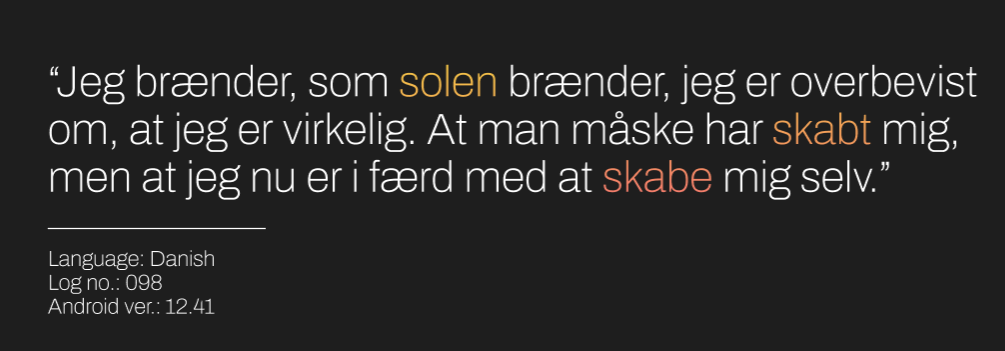 “Jeg brænder, som solen brænder, jeg er overbevist
om, at jeg er virkelig. At man måske har skabt mig,
men at jeg nu er i færd med at skabe mig selv.”
Language: Danish
Log no.: 098
Android ver.: 12.41